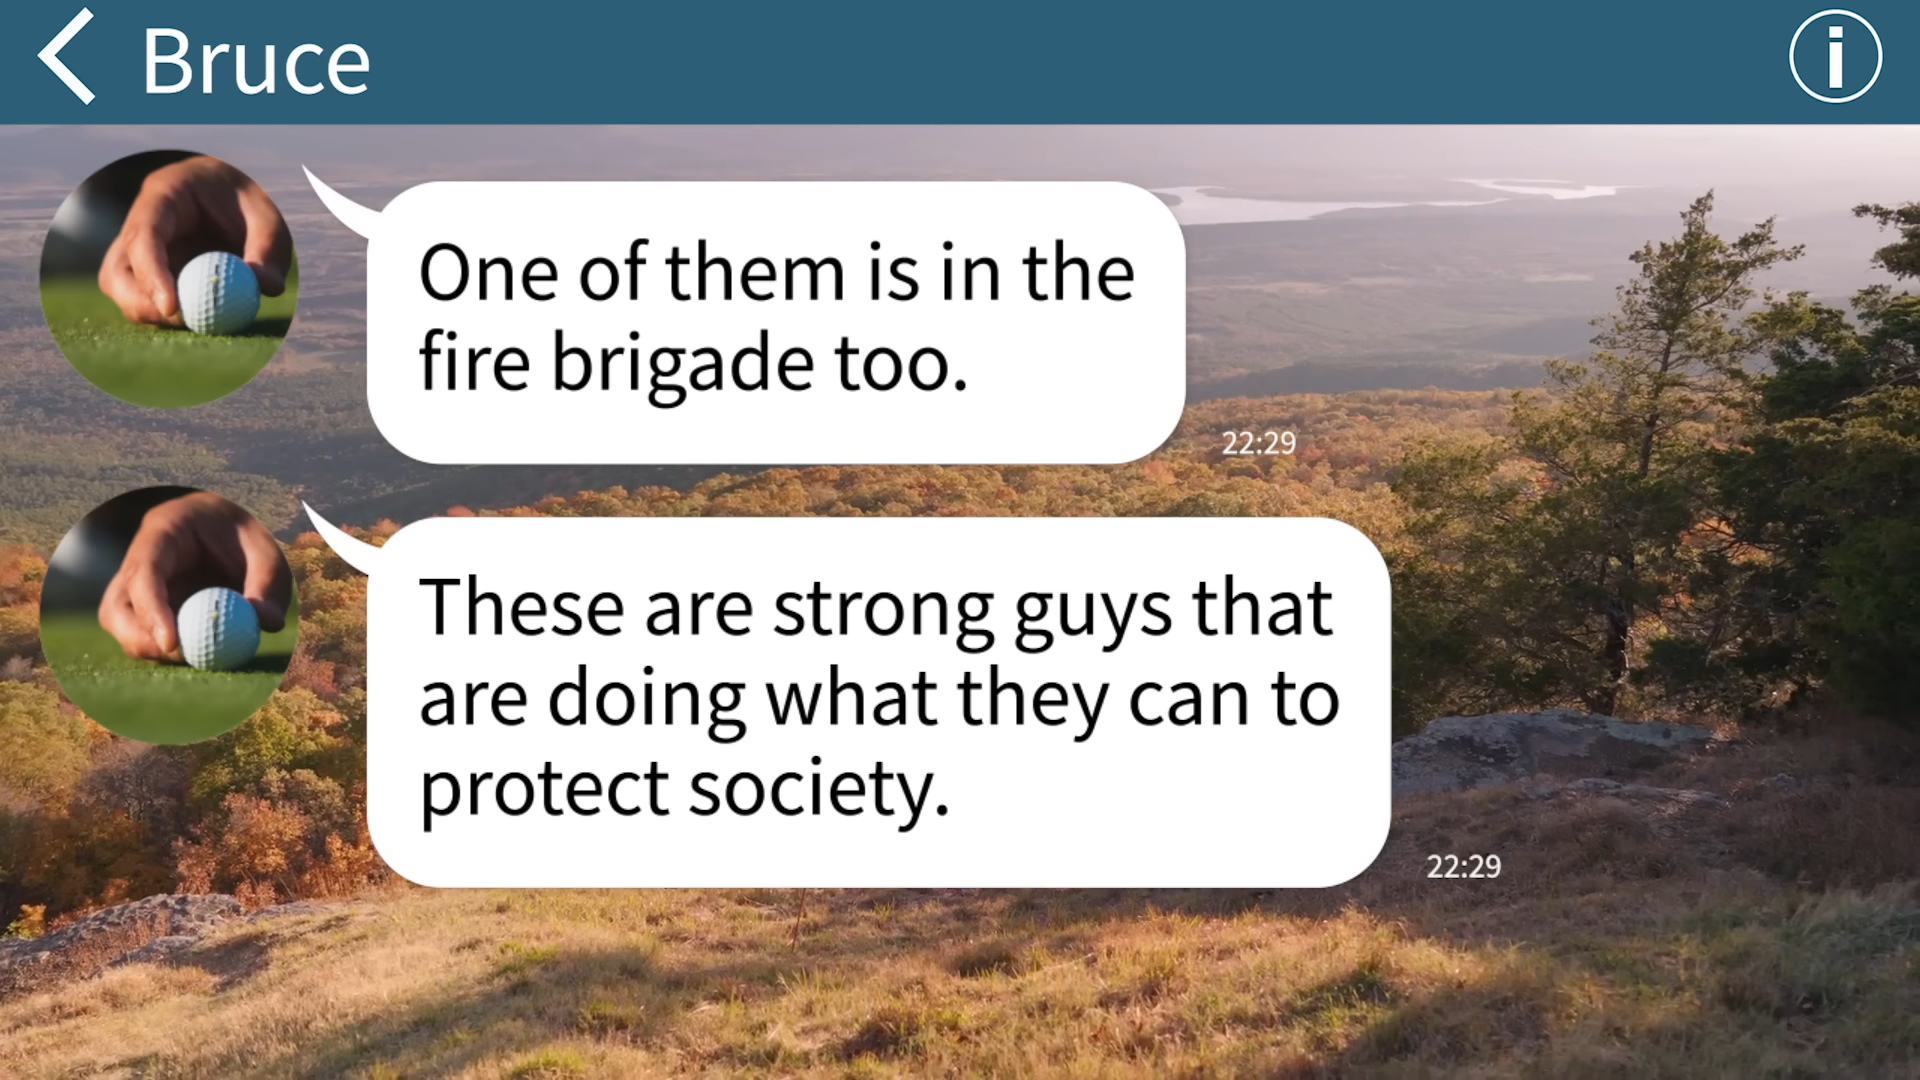 Bruce
One of them is in the
fire brigade too.
22:29
These are strong guys that
are doing what they can to
protect society.
22:29